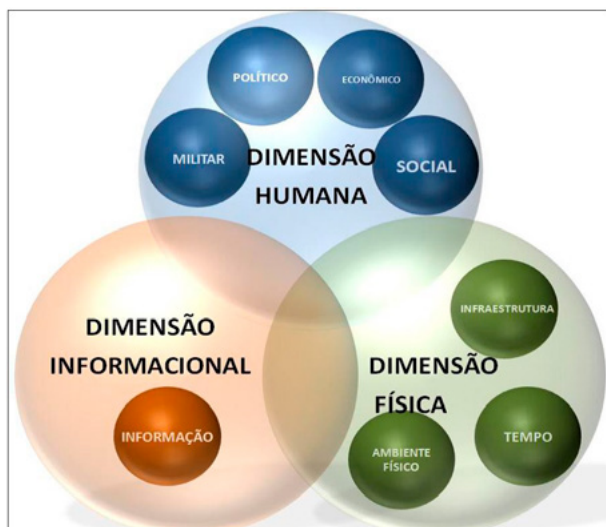 POLÍTICO
ECONÔMICO
MILITAR
SOCIAL
DIMENSÃO
HUMANA
DIMENSÃO
INFORMACIONAL
INFORMAÇÃO
INFRAESTRUTURA
DIMENSÃO
FÍSICA
AMBIENTE
FÍSICO
TEMPO